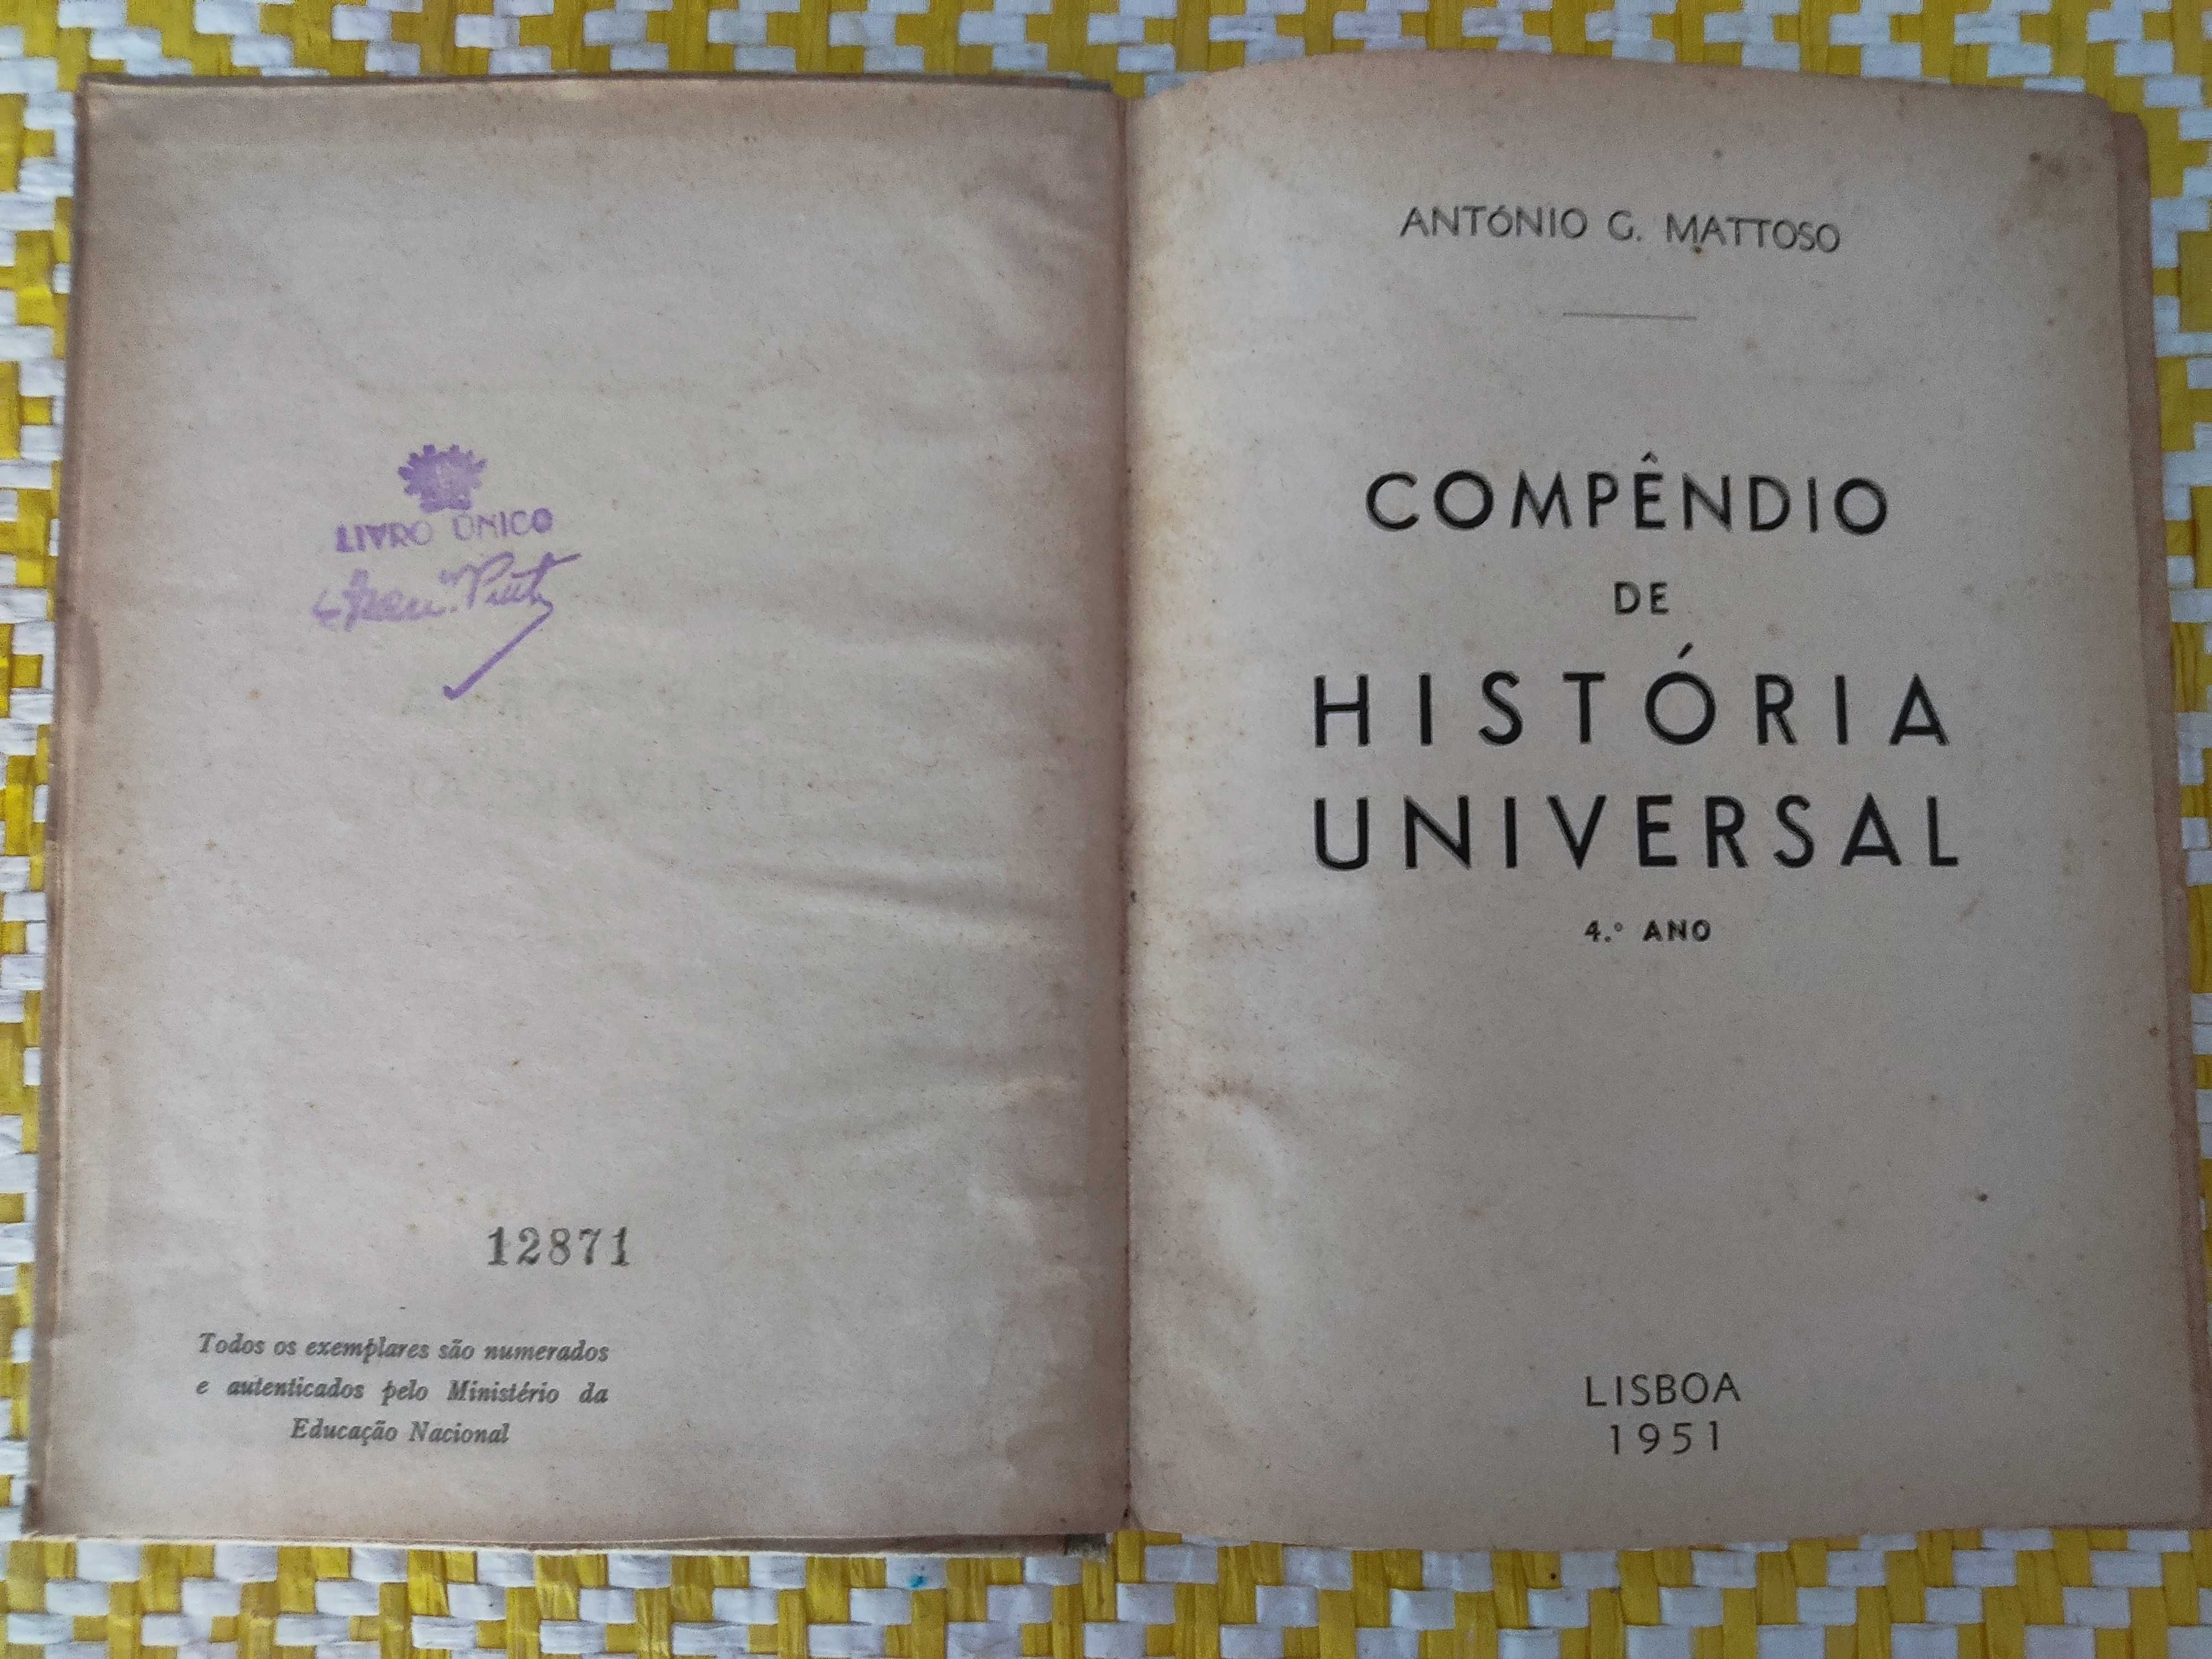 LIVRO ÚNICO
12871
Todos os exemplares são numerados
e autenticados pelo Ministério da
Educação Nacional
ANTÓNIO G. MATTOSO
COMPÊNDIO
DE
HISTÓRIA
UNIVERSAL
4.º ANO
LISBOA
1951